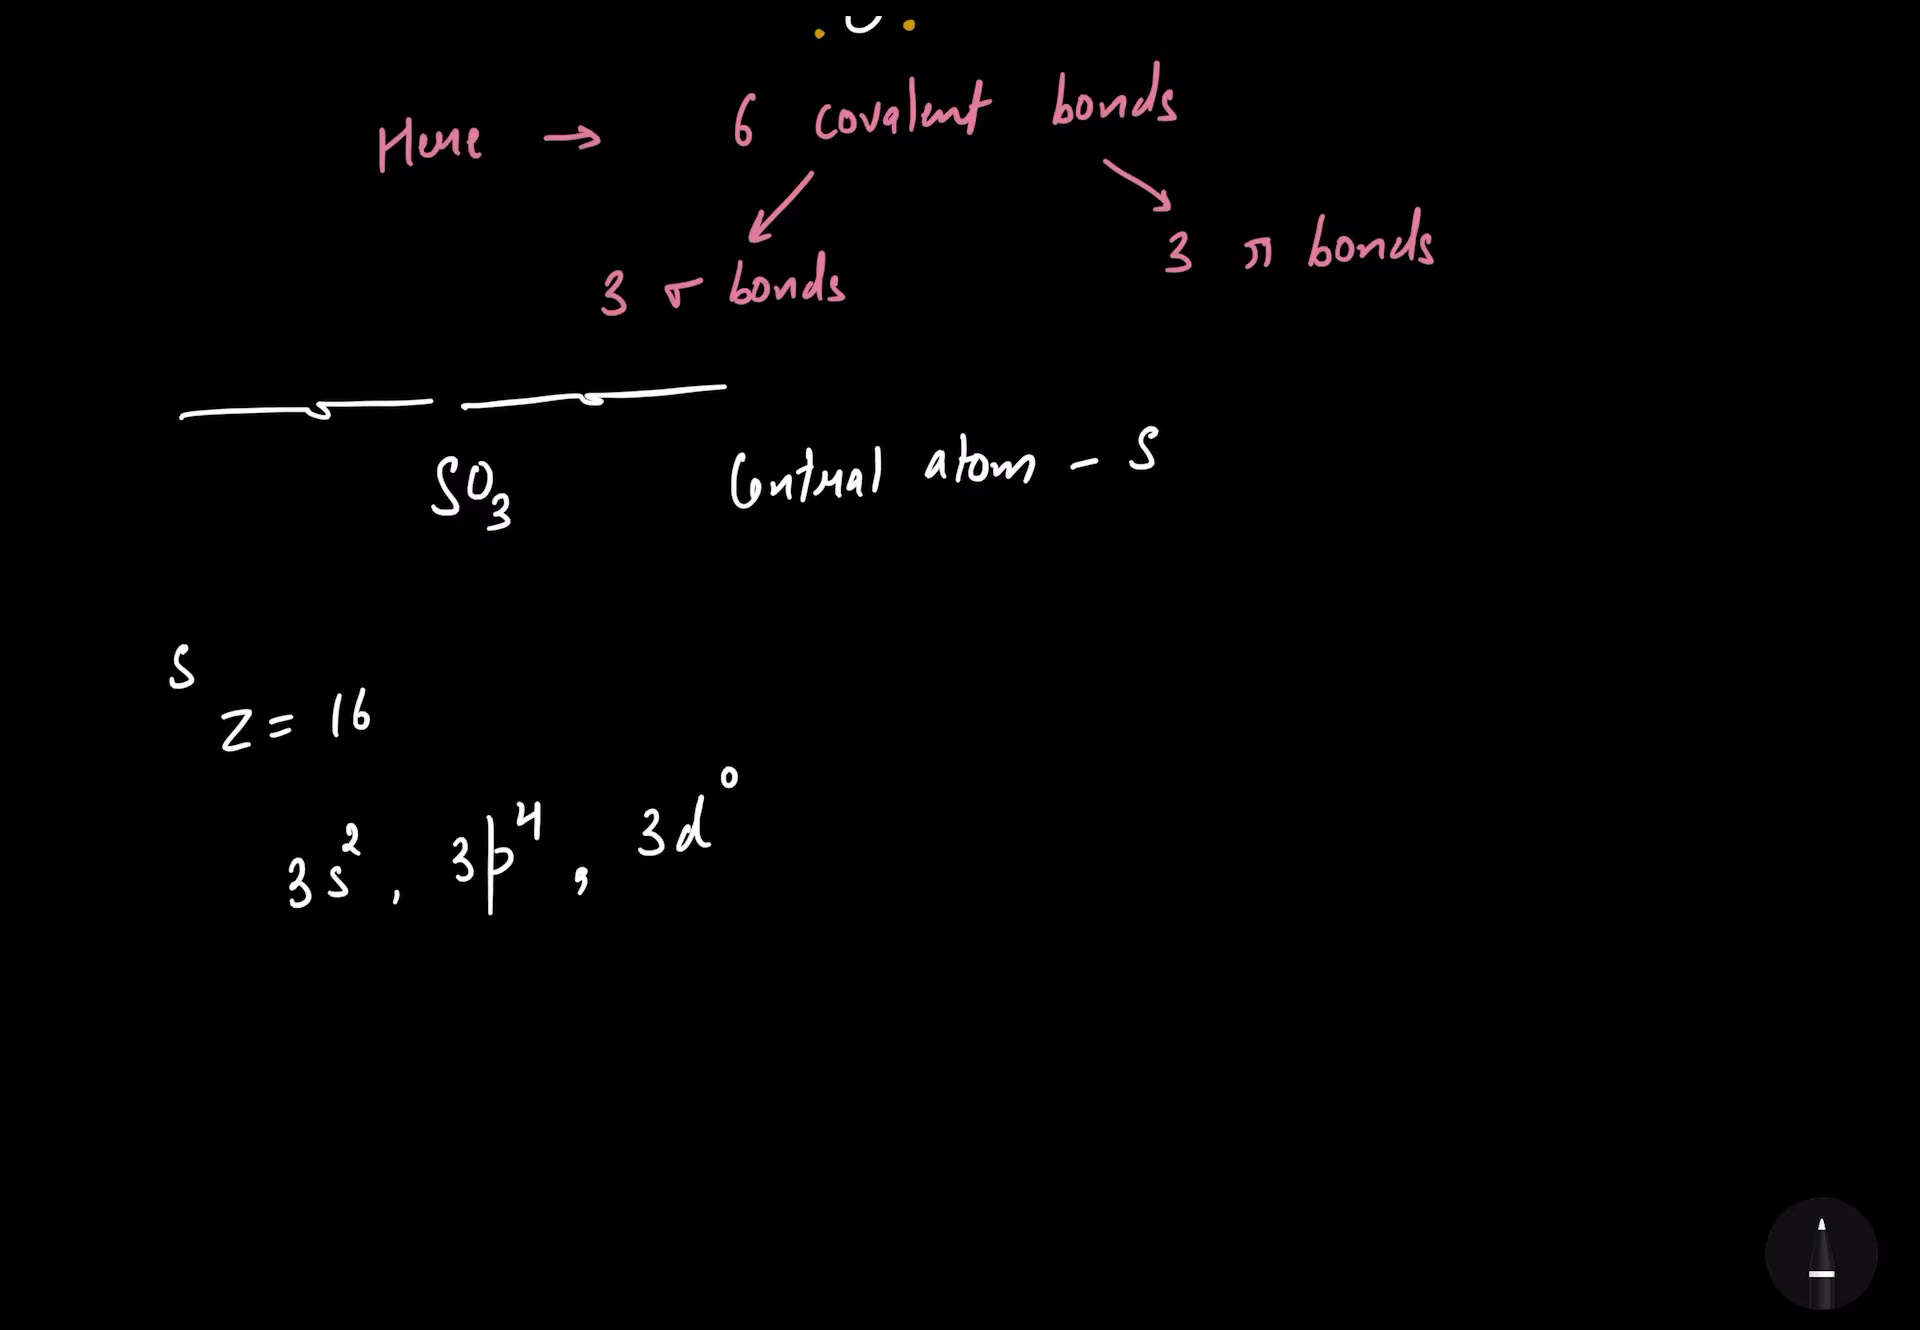 Here → 6 covalent bonds
3 σ bonds 3 π bonds
SO₃ Central atom - S
S
Z = 16
3s², 3p⁴, 3d⁰